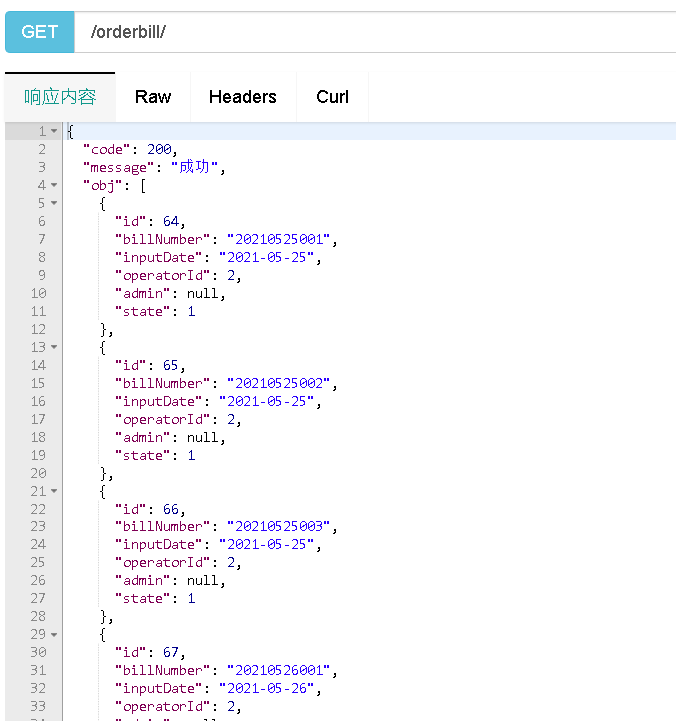 GET /orderbill/
响应内容 Raw Headers Curl
1 {
2 "code": 200,
3 "message": "成功",
4 "obj": [
5 {
6 "id": 64,
7 "billNumber": "20210525001",
8 "inputDate": "2021-05-25",
9 "operatorId": 2,
10 "admin": null,
11 "state": 1
12 },
13 {
14 "id": 65,
15 "billNumber": "20210525002",
16 "inputDate": "2021-05-25",
17 "operatorId": 2,
18 "admin": null,
19 "state": 1
20 },
21 {
22 "id": 66,
23 "billNumber": "20210525003",
24 "inputDate": "2021-05-25",
25 "operatorId": 2,
26 "admin": null,
27 "state": 1
28 },
29 {
30 "id": 67,
31 "billNumber": "20210526001",
32 "inputDate": "2021-05-26",
33 "operatorId": 2,